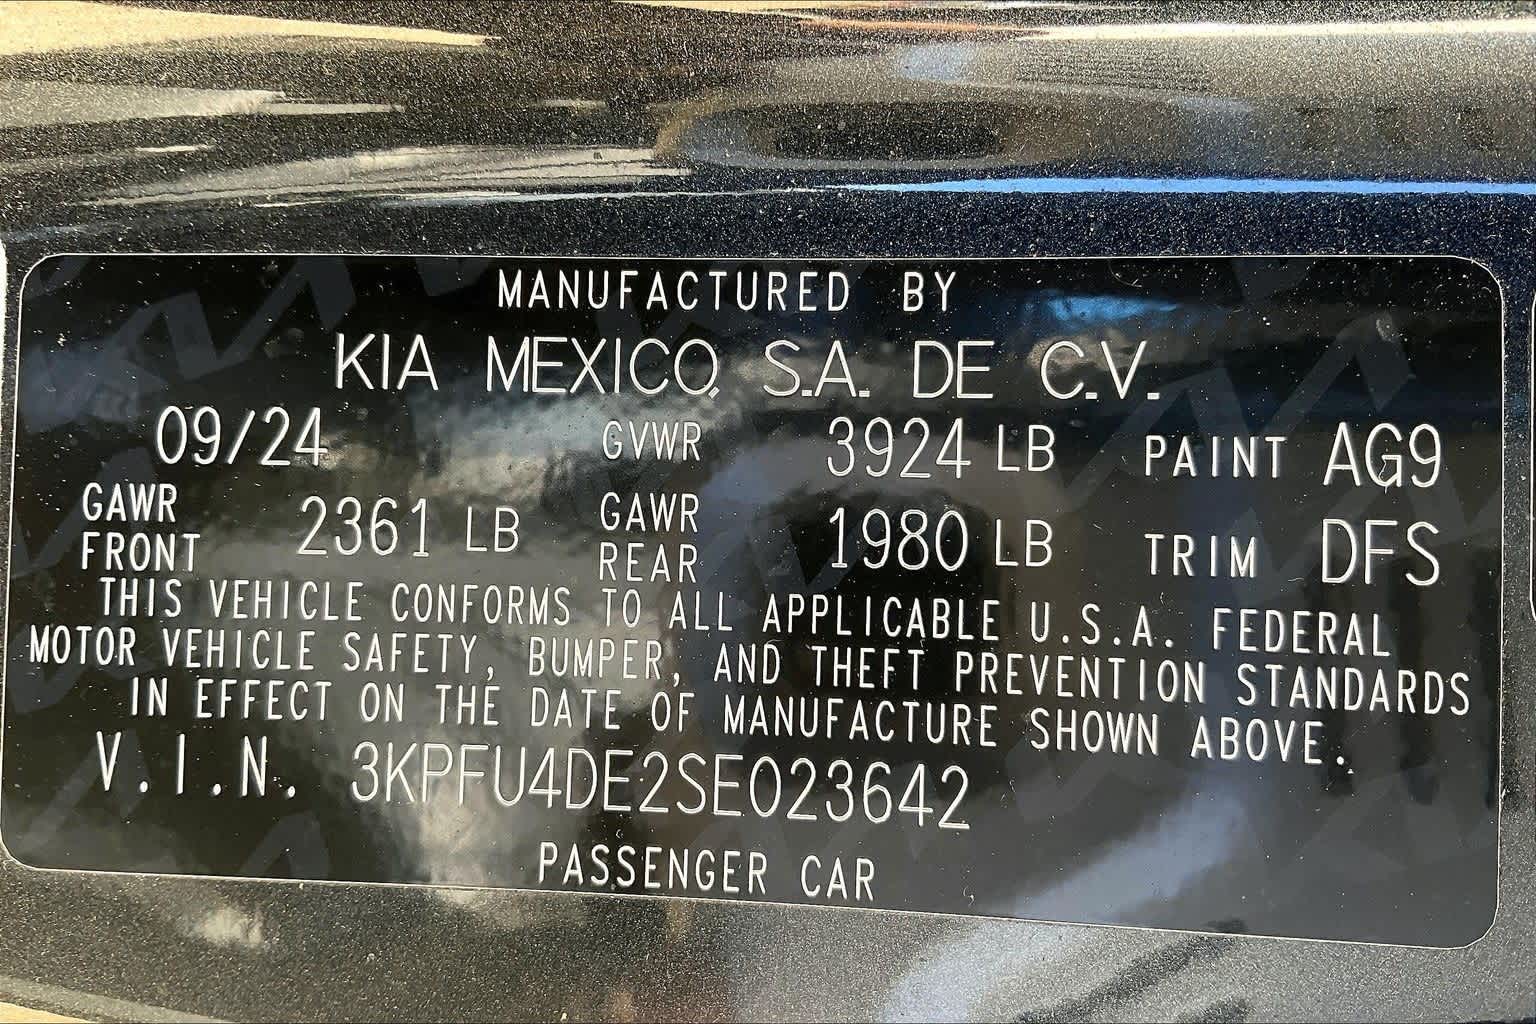 MANUFACTURED BY
KIA MEXICO, S.A. DE C.V.
09/24 GVWR 3924 LB PAINT AG9
GAWR FRONT 2361 LB GAWR REAR 1980 LB TRIM DFS
THIS VEHICLE CONFORMS TO ALL APPLICABLE U.S.A. FEDERAL
MOTOR VEHICLE SAFETY, BUMPER, AND THEFT PREVENTION STANDARDS
IN EFFECT ON THE DATE OF MANUFACTURE SHOWN ABOVE.
V.I.N. 3KPFU4DE2SE023642
PASSENGER CAR